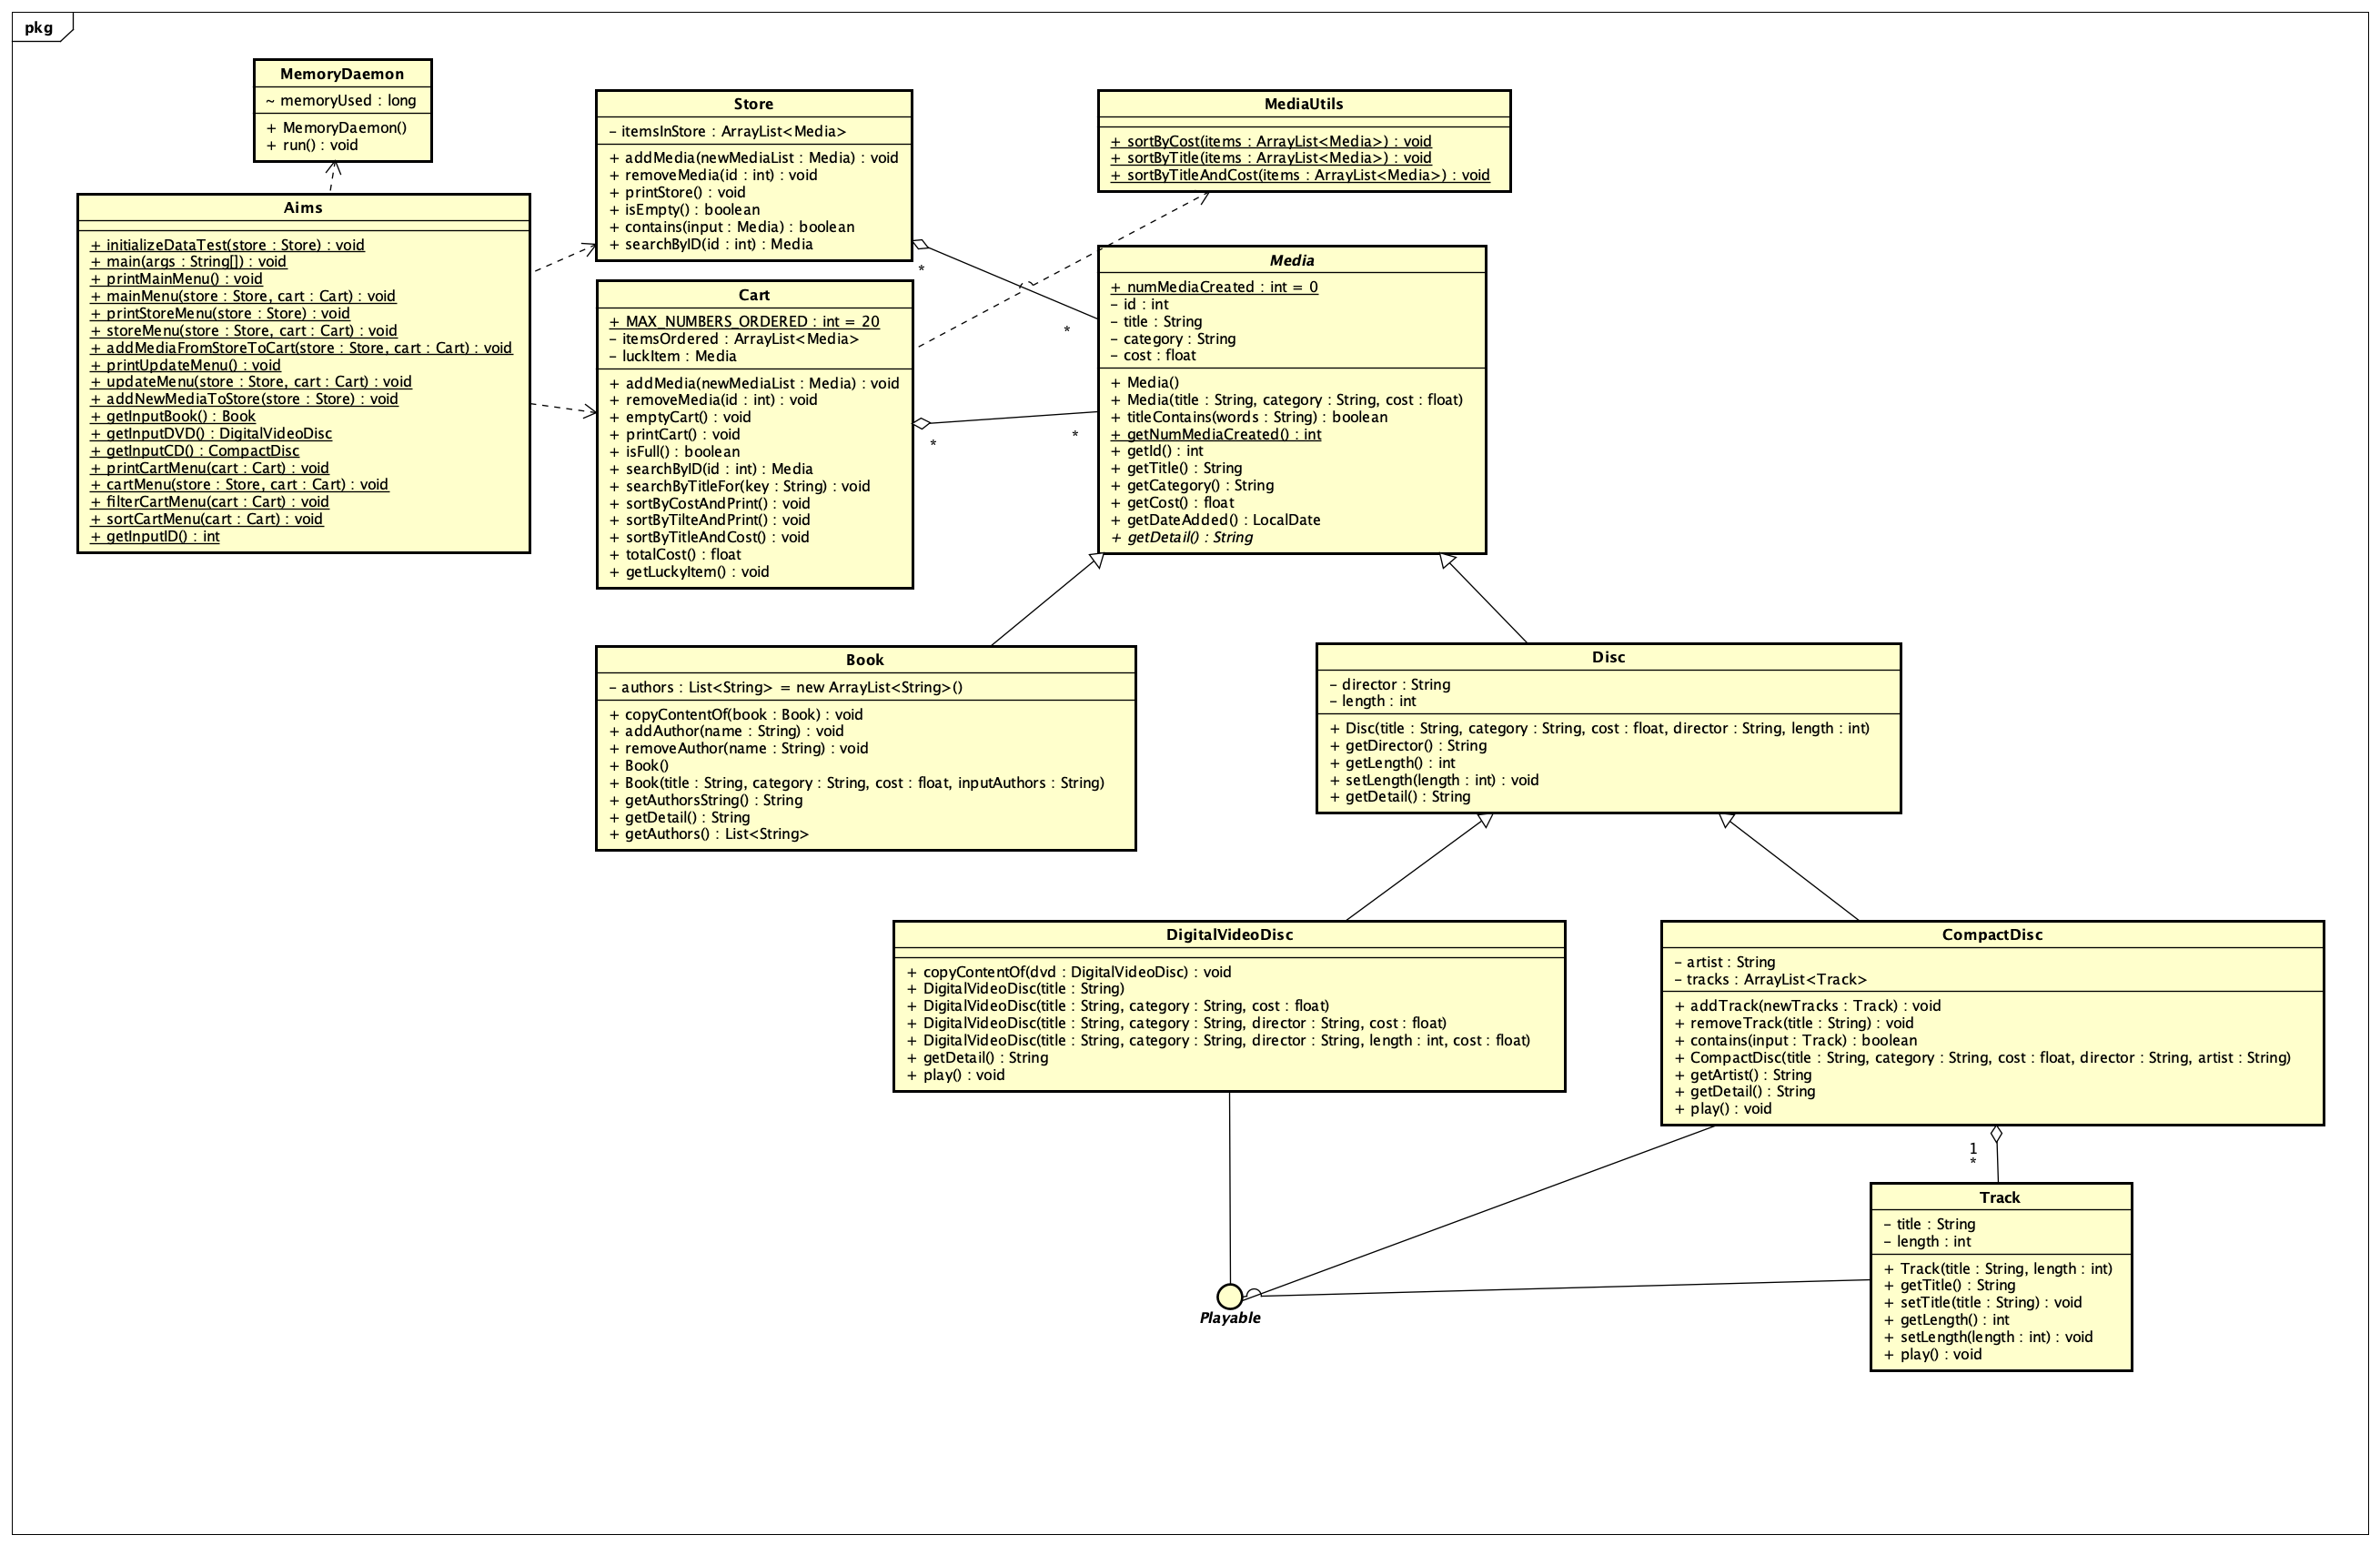 pkg
MemoryDaemon
~ memoryUsed : long
+ MemoryDaemon()
+ run() : void
Aims
+ initializeDataTest(store : Store) : void
+ main(args : String[]) : void
+ printMainMenu() : void
+ mainMenu(store : Store, cart : Cart) : void
+ printStoreMenu(store : Store) : void
+ storeMenu(store : Store, cart : Cart) : void
+ addMediaFromStoreToCart(store : Store, cart : Cart) : void
+ printUpdateMenu() : void
+ updateMenu(store : Store, cart : Cart) : void
+ addNewMediaToStore(store : Store) : void
+ getInputBook() : Book
+ getInputDVD() : DigitalVideoDisc
+ getInputCD() : CompactDisc
+ printCartMenu(cart : Cart) : void
+ cartMenu(store : Store, cart : Cart) : void
+ filterCartMenu(cart : Cart) : void
+ sortCartMenu(cart : Cart) : void
+ getInputID() : int
Store
- itemsInStore : ArrayList<Media>
+ addMedia(newMediaList : Media) : void
+ removeMedia(id : int) : void
+ printStore() : void
+ isEmpty() : boolean
+ contains(input : Media) : boolean
+ searchByID(id : int) : Media
*
*
Cart
+ MAX_NUMBERS_ORDERED : int = 20
- itemsOrdered : ArrayList<Media>
- luckItem : Media
+ addMedia(newMediaList : Media) : void
+ removeMedia(id : int) : void
+ emptyCart() : void
+ printCart() : void
+ isFull() : boolean
+ searchByID(id : int) : Media
+ searchByTitleFor(key : String) : void
+ sortByCostAndPrint() : void
+ sortByTilteAndPrint() : void
+ sortByTitleAndCost() : void
+ totalCost() : float
+ getLuckyItem() : void
*
*
MediaUtils
+ sortByCost(items : ArrayList<Media>) : void
+ sortByTitle(items : ArrayList<Media>) : void
+ sortByTitleAndCost(items : ArrayList<Media>) : void
Media
+ numMediaCreated : int = 0
- id : int
- title : String
- category : String
- cost : float
+ Media()
+ Media(title : String, category : String, cost : float)
+ titleContains(words : String) : boolean
+ getNumMediaCreated() : int
+ getId() : int
+ getTitle() : String
+ getCategory() : String
+ getCost() : float
+ getDateAdded() : LocalDate
+ getDetail() : String
Book
- authors : List<String> = new ArrayList<String>()
+ copyContentOf(book : Book) : void
+ addAuthor(name : String) : void
+ removeAuthor(name : String) : void
+ Book()
+ Book(title : String, category : String, cost : float, inputAuthors : String)
+ getAuthorsString() : String
+ getDetail() : String
+ getAuthors() : List<String>
Disc
- director : String
- length : int
+ Disc(title : String, category : String, cost : float, director : String, length : int)
+ getDirector() : String
+ getLength() : int
+ setLength(length : int) : void
+ getDetail() : String
DigitalVideoDisc
+ copyContentOf(dvd : DigitalVideoDisc) : void
+ DigitalVideoDisc(title : String)
+ DigitalVideoDisc(title : String, category : String, cost : float)
+ DigitalVideoDisc(title : String, category : String, director : String, cost : float)
+ DigitalVideoDisc(title : String, category : String, director : String, length : int, cost : float)
+ getDetail() : String
+ play() : void
CompactDisc
- artist : String
- tracks : ArrayList<Track>
+ addTrack(newTracks : Track) : void
+ removeTrack(title : String) : void
+ contains(input : Track) : boolean
+ CompactDisc(title : String, category : String, cost : float, director : String, artist : String)
+ getArtist() : String
+ getDetail() : String
+ play() : void
1
*
Track
- title : String
- length : int
+ Track(title : String, length : int)
+ getTitle() : String
+ setTitle(title : String) : void
+ getLength() : int
+ setLength(length : int) : void
+ play() : void
Playable